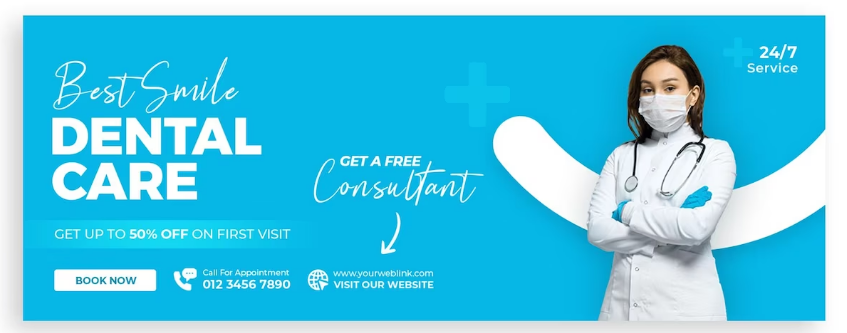 Best Smile
DENTAL
CARE
GET UP TO 50% OFF ON FIRST VISIT
BOOK NOW
Call For Appointment
012 3456 7890
www.yourweblink.com
VISIT OUR WEBSITE
GET A FREE
Consultant
24/7
Service